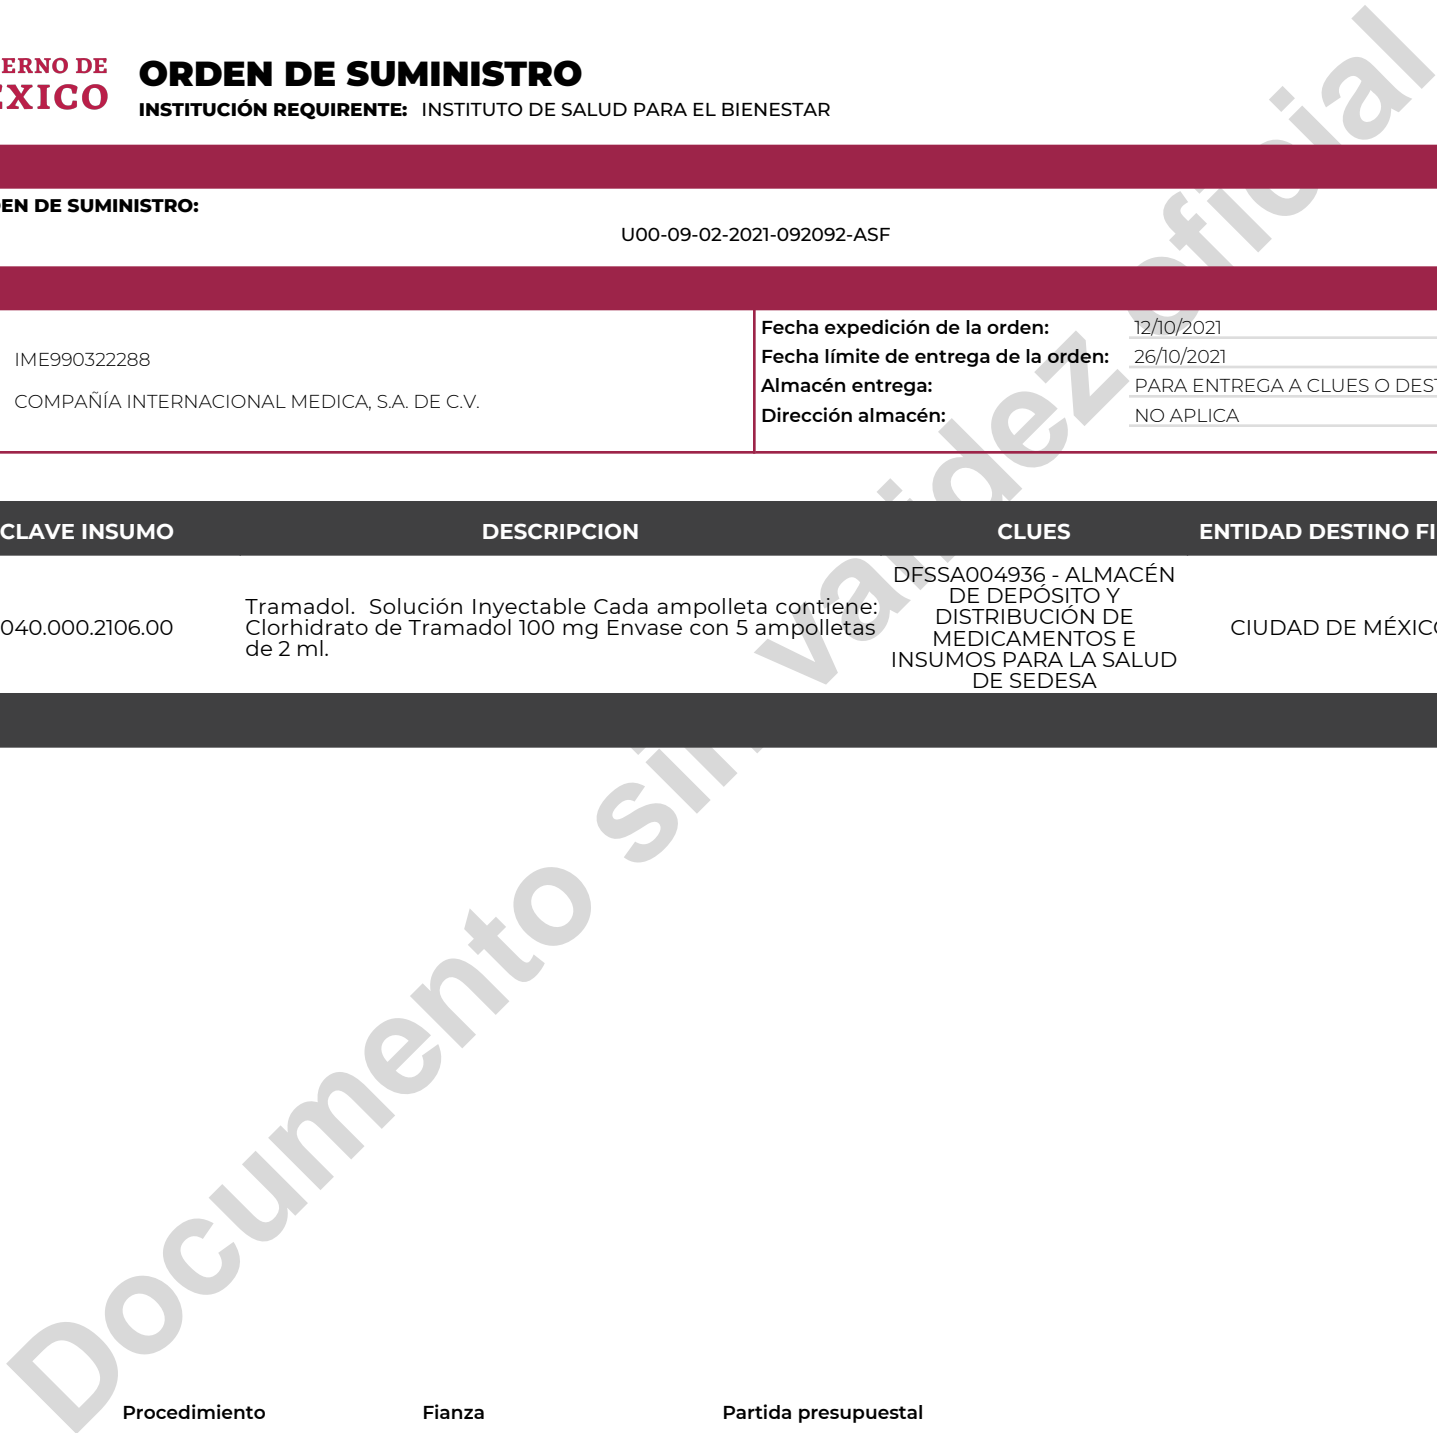 ERNO DE
ÉXICO
ORDEN DE SUMINISTRO
INSTITUCIÓN REQUIRENTE: INSTITUTO DE SALUD PARA EL BIENESTAR
EN DE SUMINISTRO:
U00-09-02-2021-092092-ASF
IME990322288
COMPAÑÍA INTERNACIONAL MEDICA, S.A. DE C.V.
Fecha expedición de la orden: 12/10/2021
Fecha límite de entrega de la orden: 26/10/2021
Almacén entrega: PARA ENTREGA A CLUES O DEST
Dirección almacén: NO APLICA
CLAVE INSUMO DESCRIPCION CLUES ENTIDAD DESTINO FI
040.000.2106.00
Tramadol. Solución Inyectable Cada ampolleta contiene:
Clorhidrato de Tramadol 100 mg Envase con 5 ampolletas
de 2 ml.
DFSSA004936 - ALMACÉN
DE DEPÓSITO Y
DISTRIBUCIÓN DE
MEDICAMENTOS E
INSUMOS PARA LA SALUD
DE SEDESA
CIUDAD DE MÉXICO
Documento sin validez oficial
Procedimiento Fianza Partida presupuestal